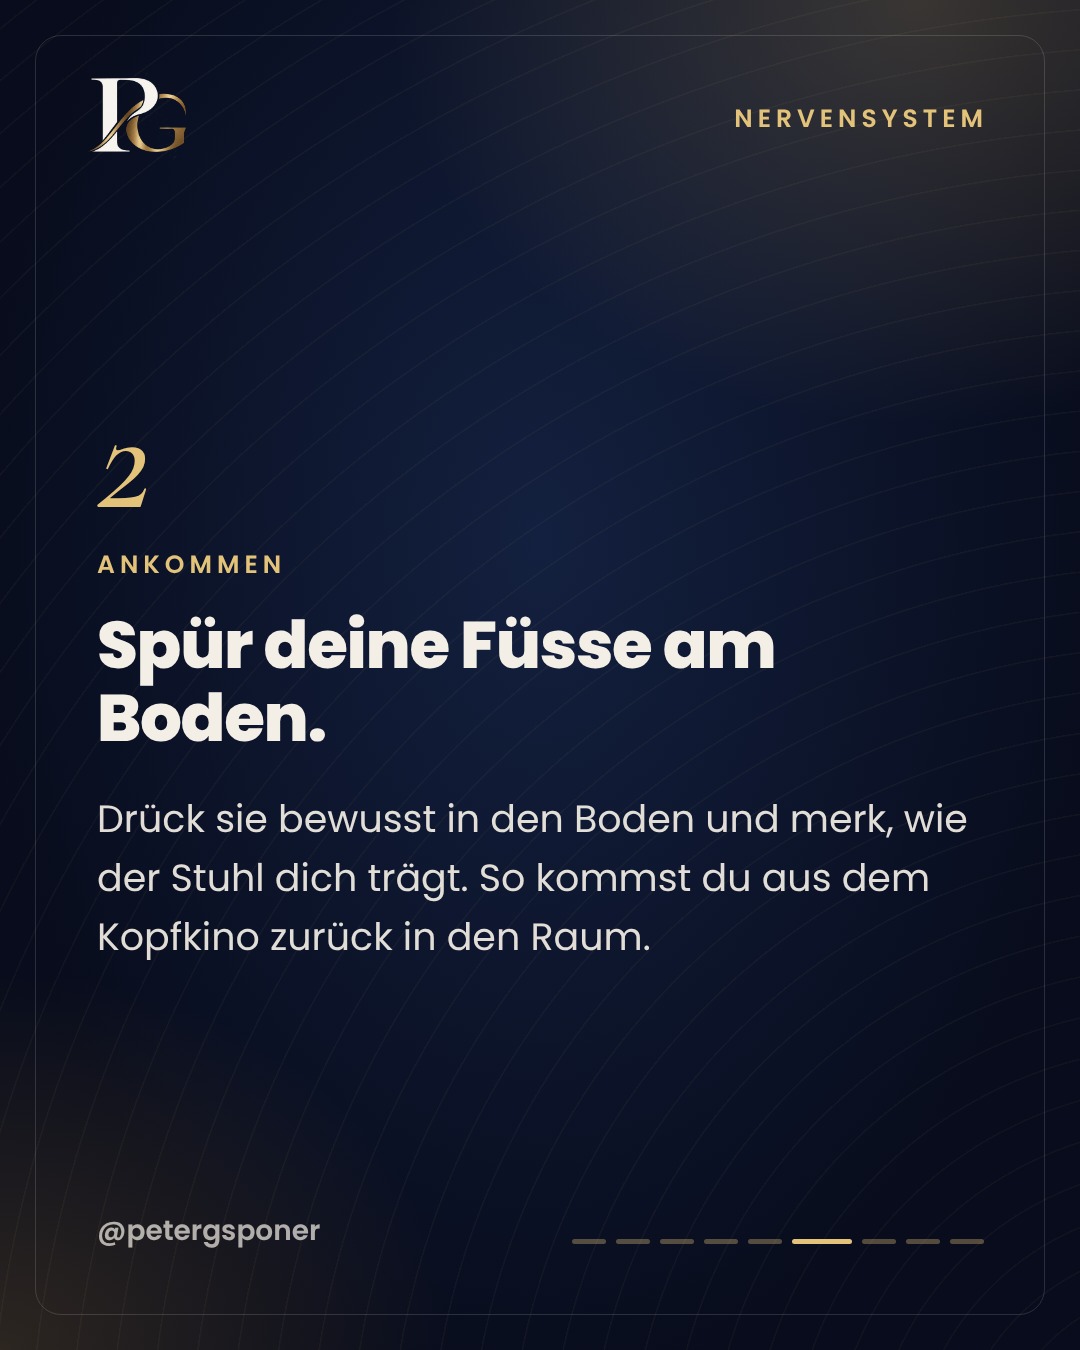 PG
NERVENSYSTEM
2
ANKOMMEN
Spür deine Füsse am
Boden.
Drück sie bewusst in den Boden und merk, wie
der Stuhl dich trägt. So kommst du aus dem
Kopfkino zurück in den Raum.
@petergsponer